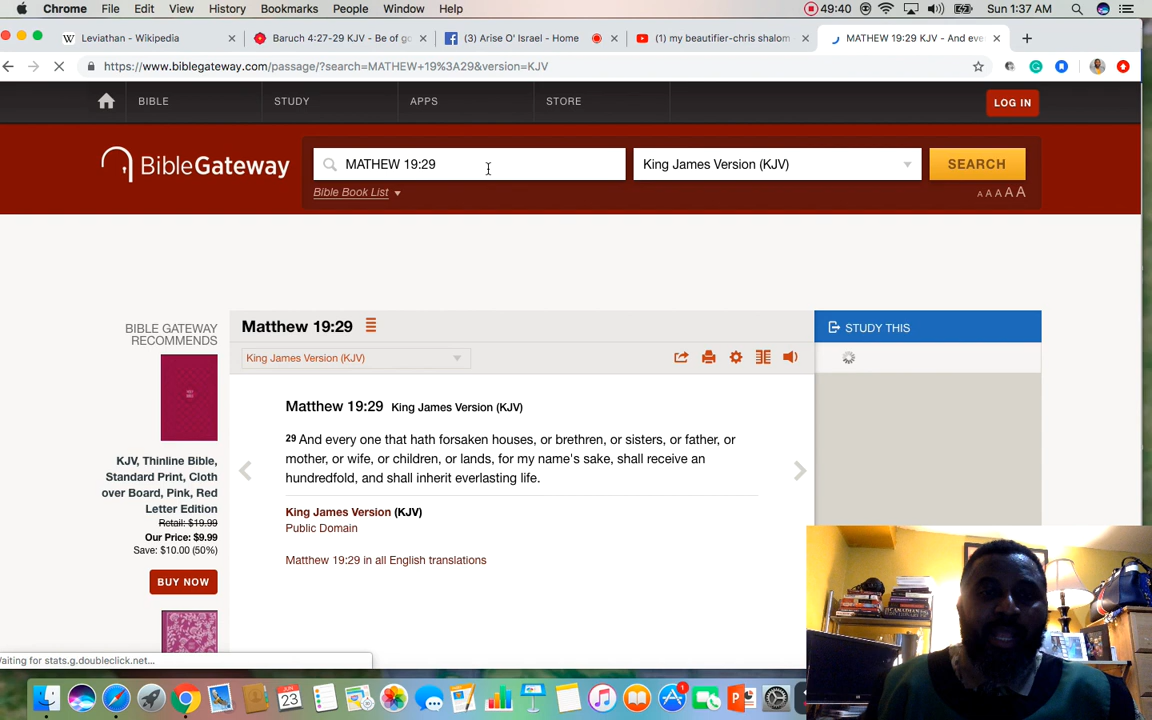 Chrome File Edit View History Bookmarks People Window Help 49:40 Sun 1:37 AM
Leviathan - Wikipedia × Baruch 4:27-29 KJV - Be of go × (3) Arise O' Israel - Home × (1) my beautifier-chris shalom × MATHEW 19:29 KJV - And eve ×
https://www.biblegateway.com/passage/?search=MATHEW+19%3A29&version=KJV
BIBLE STUDY APPS STORE LOG IN
BibleGateway
MATHEW 19:29
King James Version (KJV)
SEARCH
Bible Book List
A A A A A
BIBLE GATEWAY
RECOMMENDS
KJV, Thinline Bible,
Standard Print, Cloth
over Board, Pink, Red
Letter Edition
Retail: $19.99
Our Price: $9.99
Save: $10.00 (50%)
BUY NOW
Matthew 19:29
King James Version (KJV)
Matthew 19:29 King James Version (KJV)
29 And every one that hath forsaken houses, or brethren, or sisters, or father, or
mother, or wife, or children, or lands, for my name's sake, shall receive an
hundredfold, and shall inherit everlasting life.
King James Version (KJV)
Public Domain
Matthew 19:29 in all English translations
STUDY THIS
CANADIAN
DICTIONARY
Waiting for stats.g.doubleclick.net...
JUN
23
1